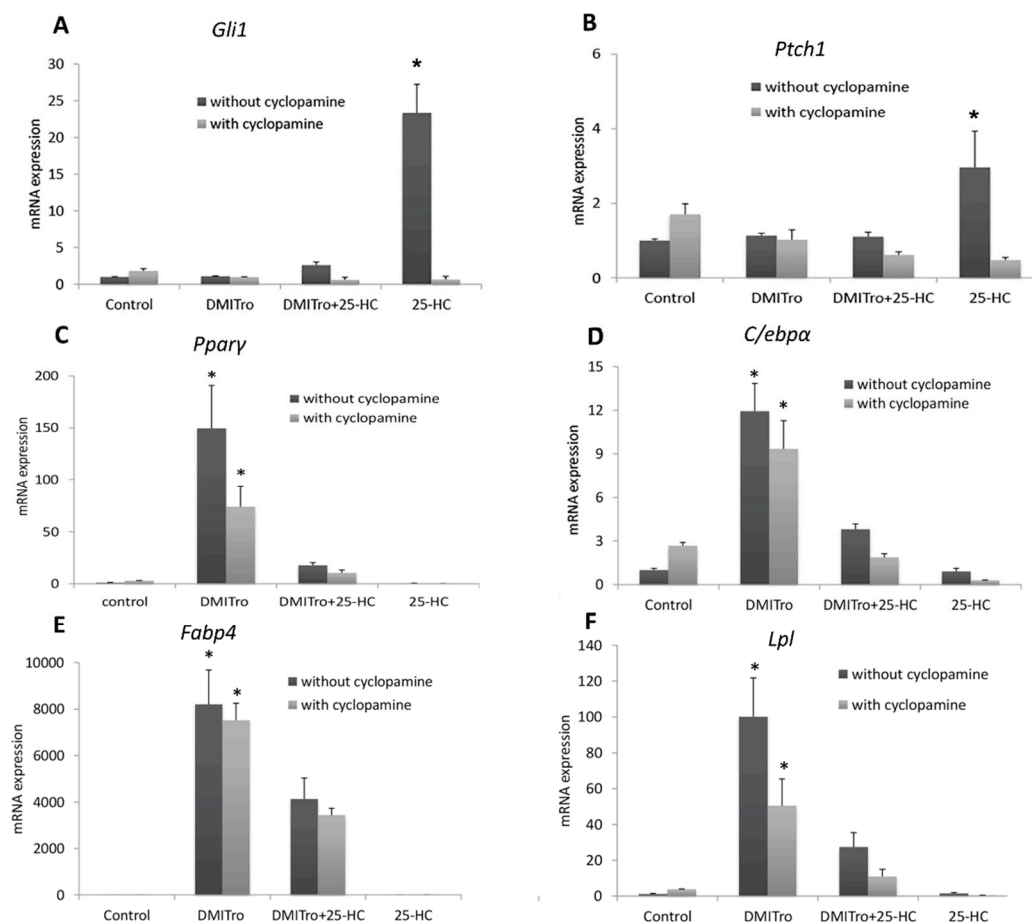 A
Gli1
*
30
25
20
15
10
5
0
mRNA expression
without cyclopamine
with cyclopamine
Control DMITro DMITro+25-HC 25-HC
B
Ptch1
*
6
4
2
0
mRNA expression
without cyclopamine
with cyclopamine
Control DMITro DMITro+25-HC 25-HC
C
Pparγ
*
*
200
150
100
50
0
mRNA expression
without cyclopamine
with cyclopamine
control DMITro DMITro+25-HC 25-HC
D
C/ebpα
*
*
15
12
9
6
3
0
mRNA expression
without cyclopamine
with cyclopamine
Control DMITro DMITro+25-HC 25-HC
E
Fabp4
*
*
10000
8000
6000
4000
2000
0
mRNA expression
without cyclopamine
with cyclopamine
Control DMITro DMITro+25-HC 25-HC
F
Lpl
*
*
140
120
100
80
60
40
20
0
mRNA expression
without cyclopamine
with cyclopamine
Control DMITro DMITro+25-HC 25-HC